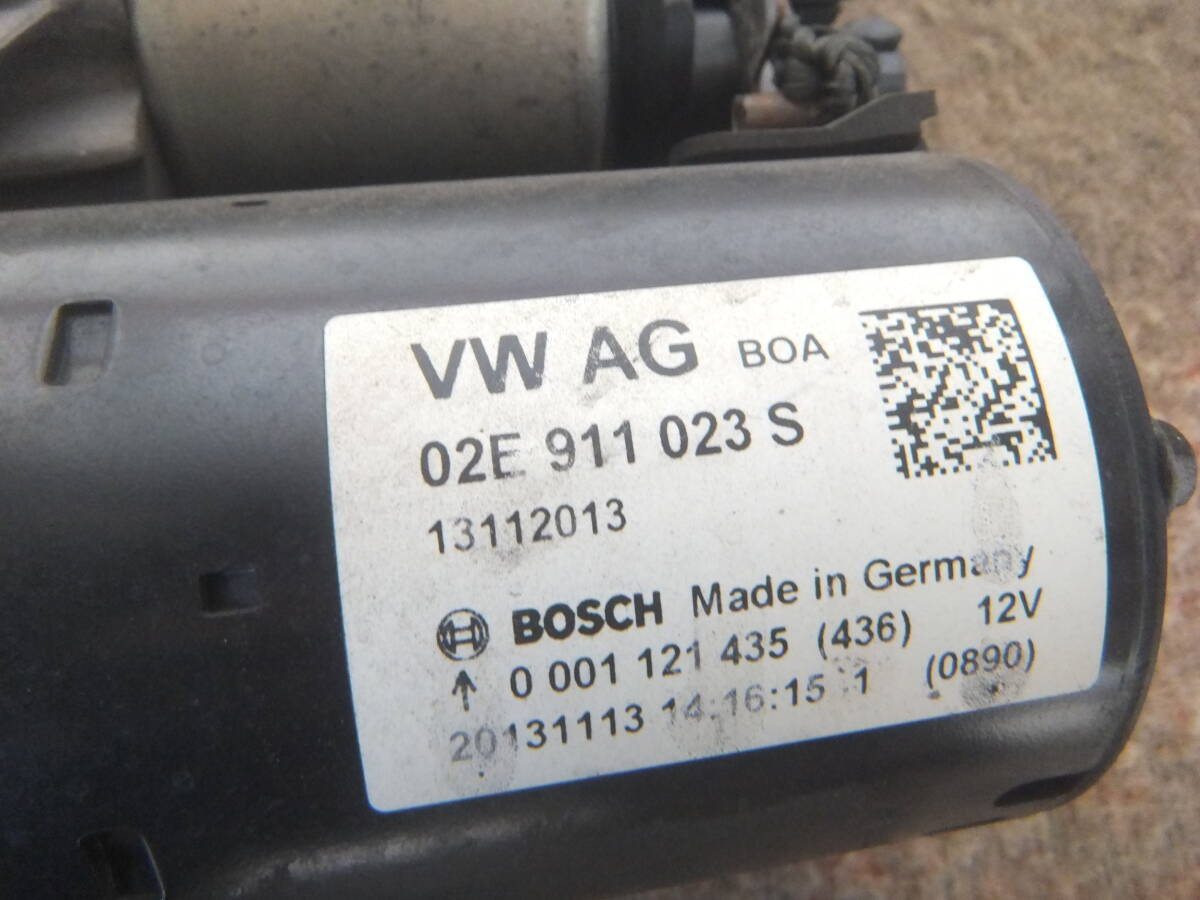 VW AG BOA
02E 911 023 S
13112013
BOSCH Made in Germany
0 001 121 435 (436) 12V
20131113 14:16:15 1 (0890)